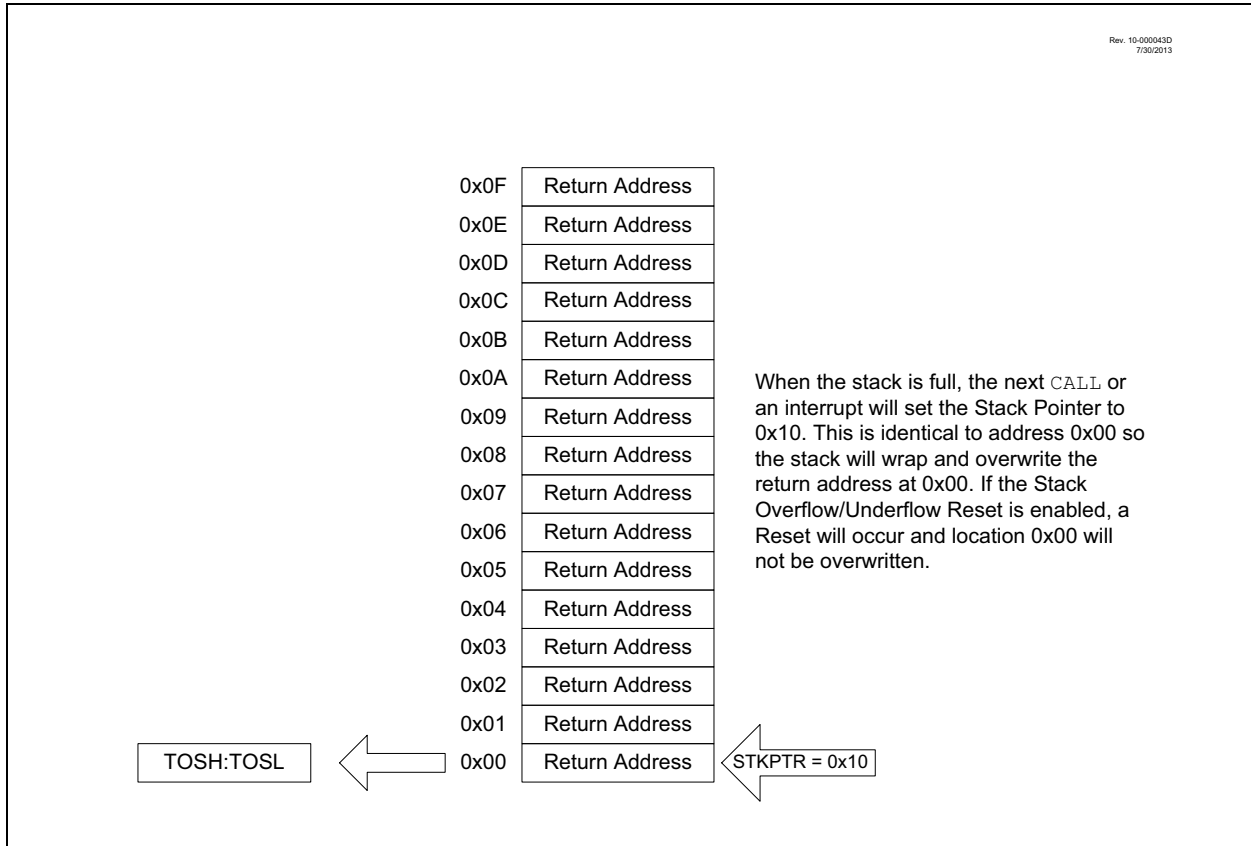 Rev. 10-000043D
7/30/2013
0x0F Return Address
0x0E Return Address
0x0D Return Address
0x0C Return Address
0x0B Return Address
0x0A Return Address
0x09 Return Address
0x08 Return Address
0x07 Return Address
0x06 Return Address
0x05 Return Address
0x04 Return Address
0x03 Return Address
0x02 Return Address
0x01 Return Address
TOSH:TOSL 0x00 Return Address STKPTR = 0x10
When the stack is full, the next CALL or
an interrupt will set the Stack Pointer to
0x10. This is identical to address 0x00 so
the stack will wrap and overwrite the
return address at 0x00. If the Stack
Overflow/Underflow Reset is enabled, a
Reset will occur and location 0x00 will
not be overwritten.